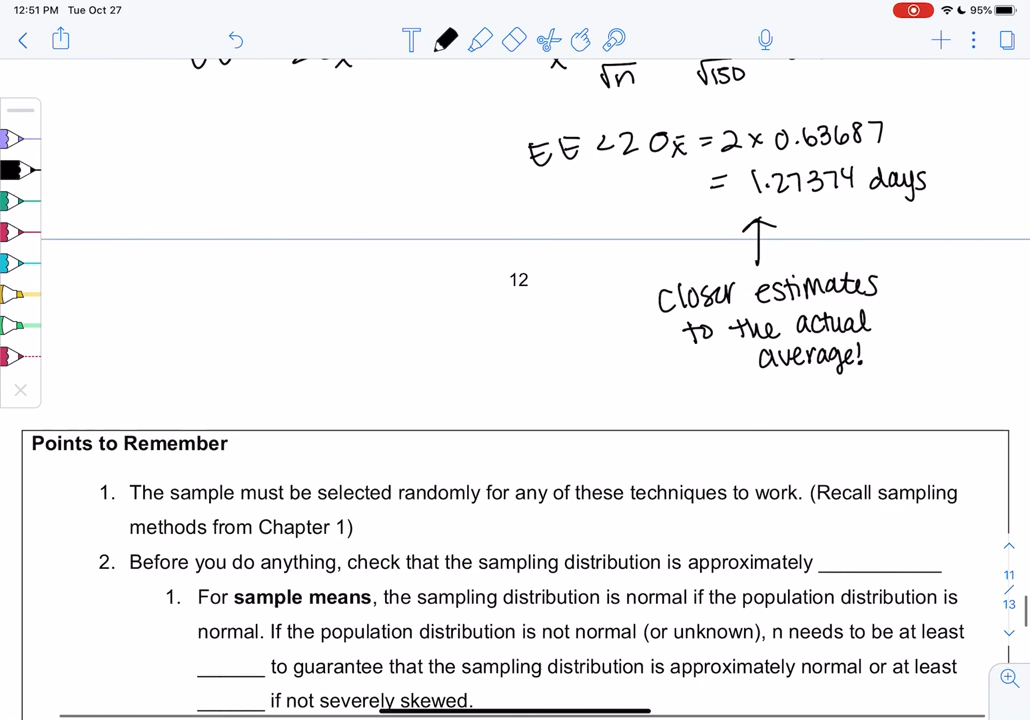 12:51 PM Tue Oct 27
95%
T
√n √150
EE < 2σx̄ = 2 × 0.63687
= 1.27374 days
12
Closer estimates
to the actual
average!
Points to Remember
1. The sample must be selected randomly for any of these techniques to work. (Recall sampling
methods from Chapter 1)
2. Before you do anything, check that the sampling distribution is approximately ___________
1. For sample means, the sampling distribution is normal if the population distribution is
normal. If the population distribution is not normal (or unknown), n needs to be at least
______ to guarantee that the sampling distribution is approximately normal or at least
______ if not severely skewed.
11
/
13